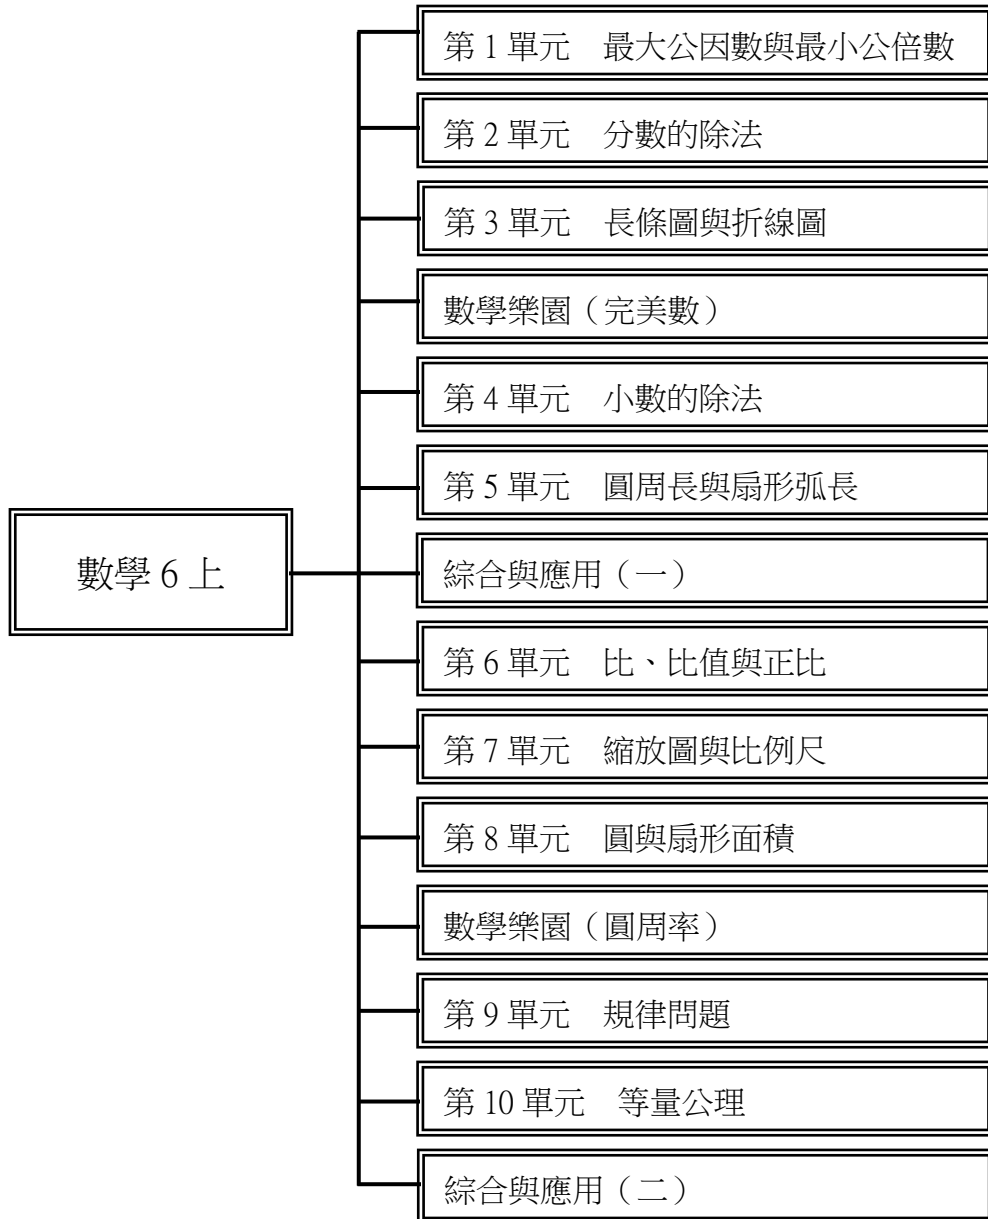 第 1 單元　最大公因數與最小公倍數
第 2 單元　分數的除法
第 3 單元　長條圖與折線圖
數學樂園（完美數）
第 4 單元　小數的除法
第 5 單元　圓周長與扇形弧長
數學 6 上
綜合與應用（一）
第 6 單元　比、比值與正比
第 7 單元　縮放圖與比例尺
第 8 單元　圓與扇形面積
數學樂園（圓周率）
第 9 單元　規律問題
第 10 單元　等量公理
綜合與應用（二）